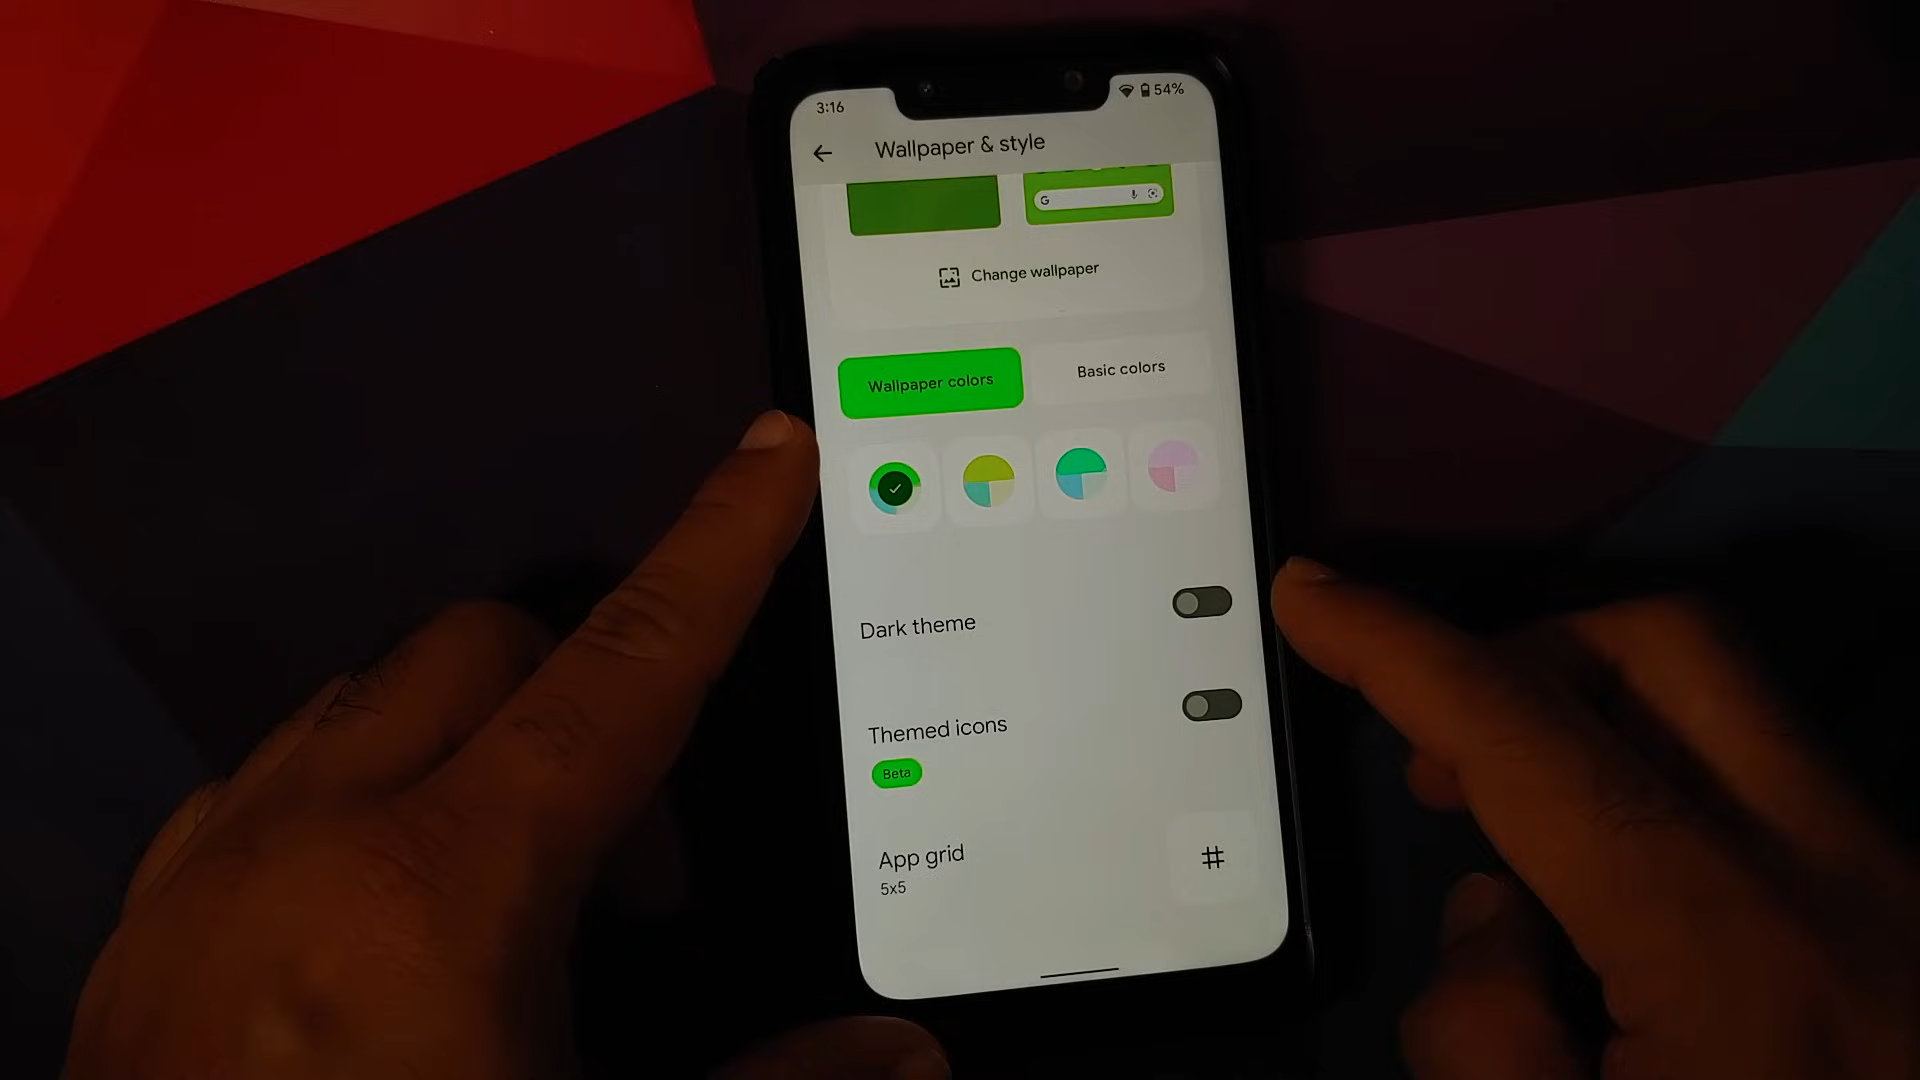 3:16
54%
Wallpaper & style
G
Change wallpaper
Wallpaper colors
Basic colors
Dark theme
Themed icons
Beta
App grid
5x5